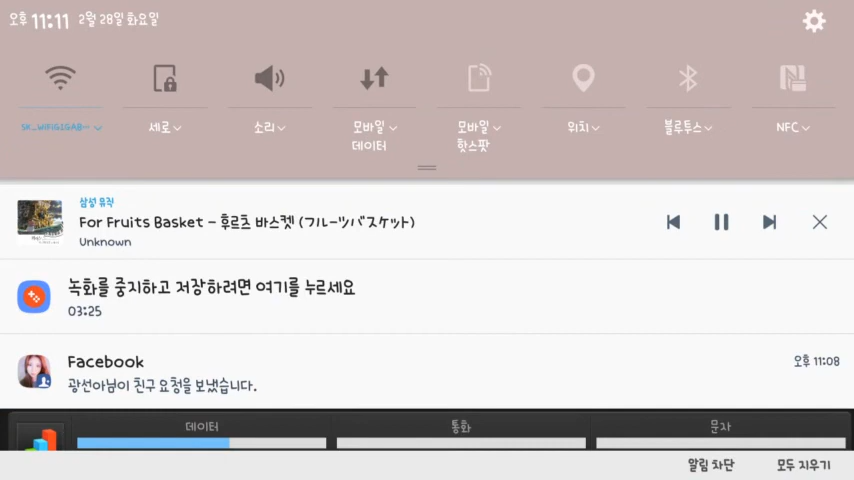 오후 11:11 2월 28일 화요일
SK_WiFiGIGAB…
세로
소리
모바일
데이터
모바일
핫스팟
위치
블루투스
NFC
삼성 뮤직
For Fruits Basket - 후르츠 바스켓 (フルーツバスケット)
Unknown
녹화를 중지하고 저장하려면 여기를 누르세요
03:25
Facebook
오후 11:08
광선아님이 친구 요청을 보냈습니다.
데이터
통화
문자
알림 차단
모두 지우기